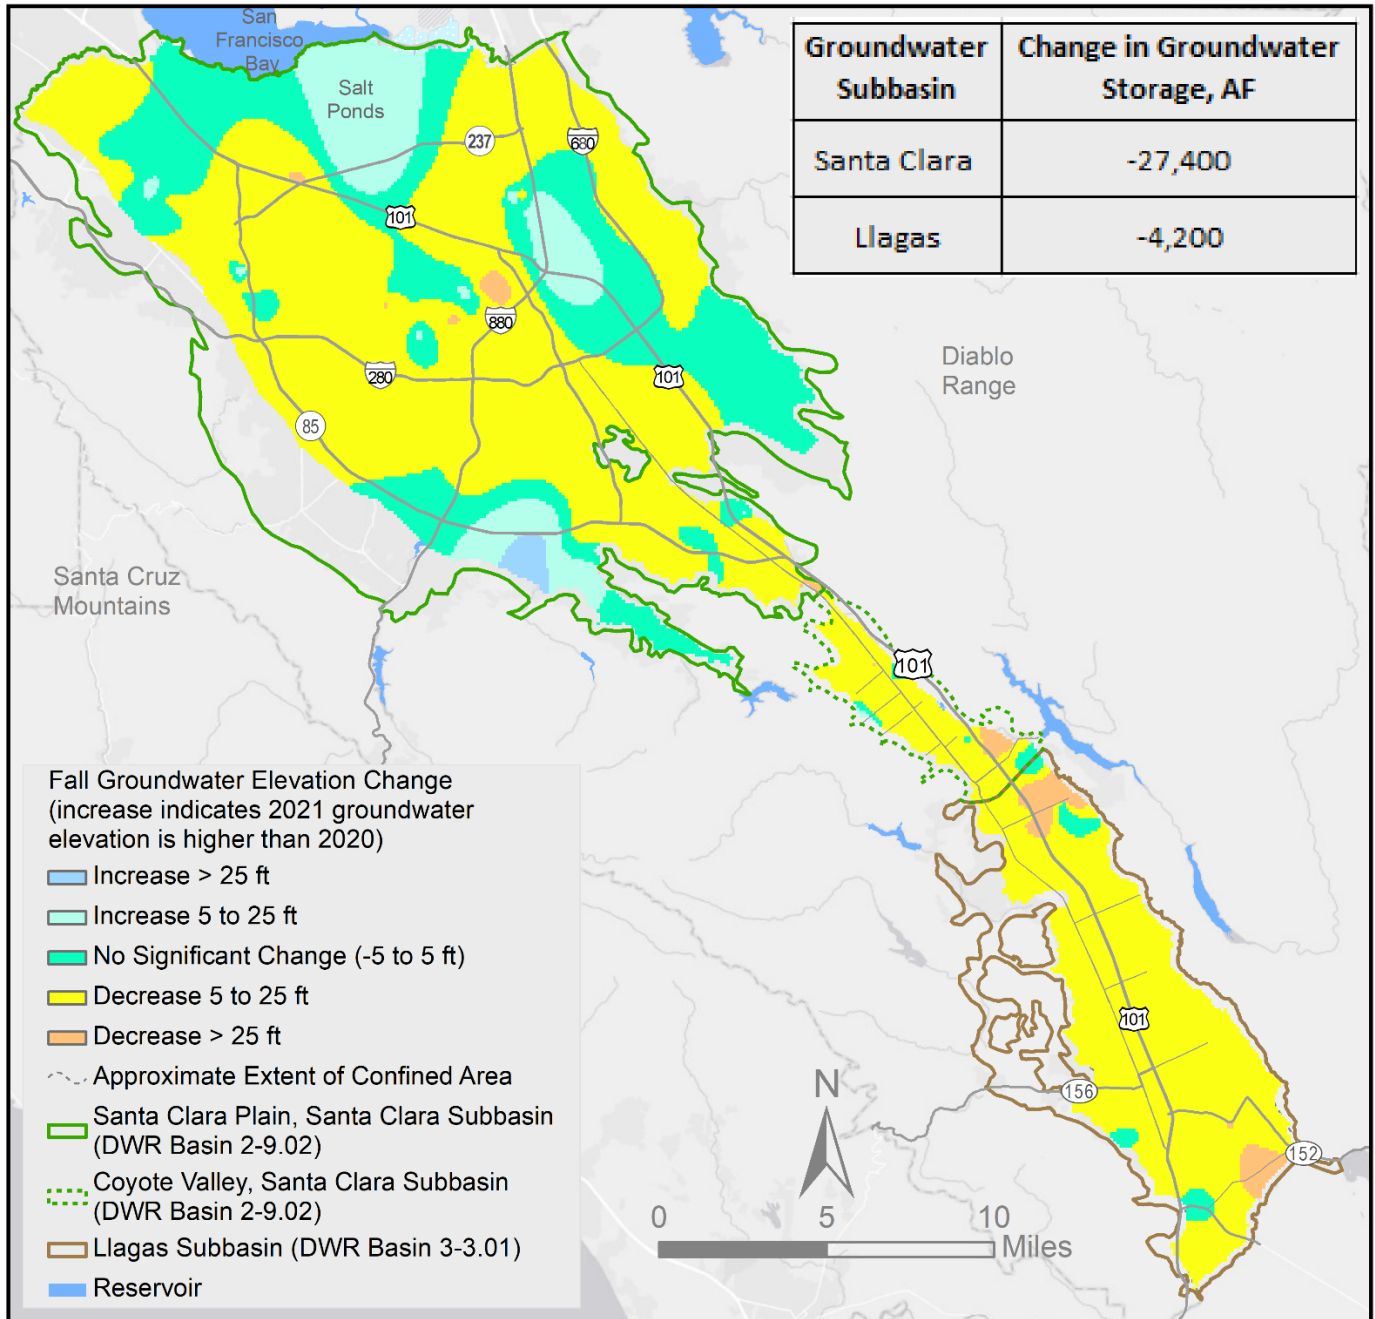 San
Francisco
Bay
Salt
Ponds
237
680
101
880
280
101
85
Groundwater
Subbasin
Change in Groundwater
Storage, AF
Santa Clara
-27,400
Llagas
-4,200
Diablo
Range
Santa Cruz
Mountains
101
Fall Groundwater Elevation Change
(increase indicates 2021 groundwater
elevation is higher than 2020)
Increase > 25 ft
Increase 5 to 25 ft
No Significant Change (-5 to 5 ft)
Decrease 5 to 25 ft
Decrease > 25 ft
Approximate Extent of Confined Area
Santa Clara Plain, Santa Clara Subbasin
(DWR Basin 2-9.02)
Coyote Valley, Santa Clara Subbasin
(DWR Basin 2-9.02)
Llagas Subbasin (DWR Basin 3-3.01)
Reservoir
101
156
152
N
0 5 10
Miles